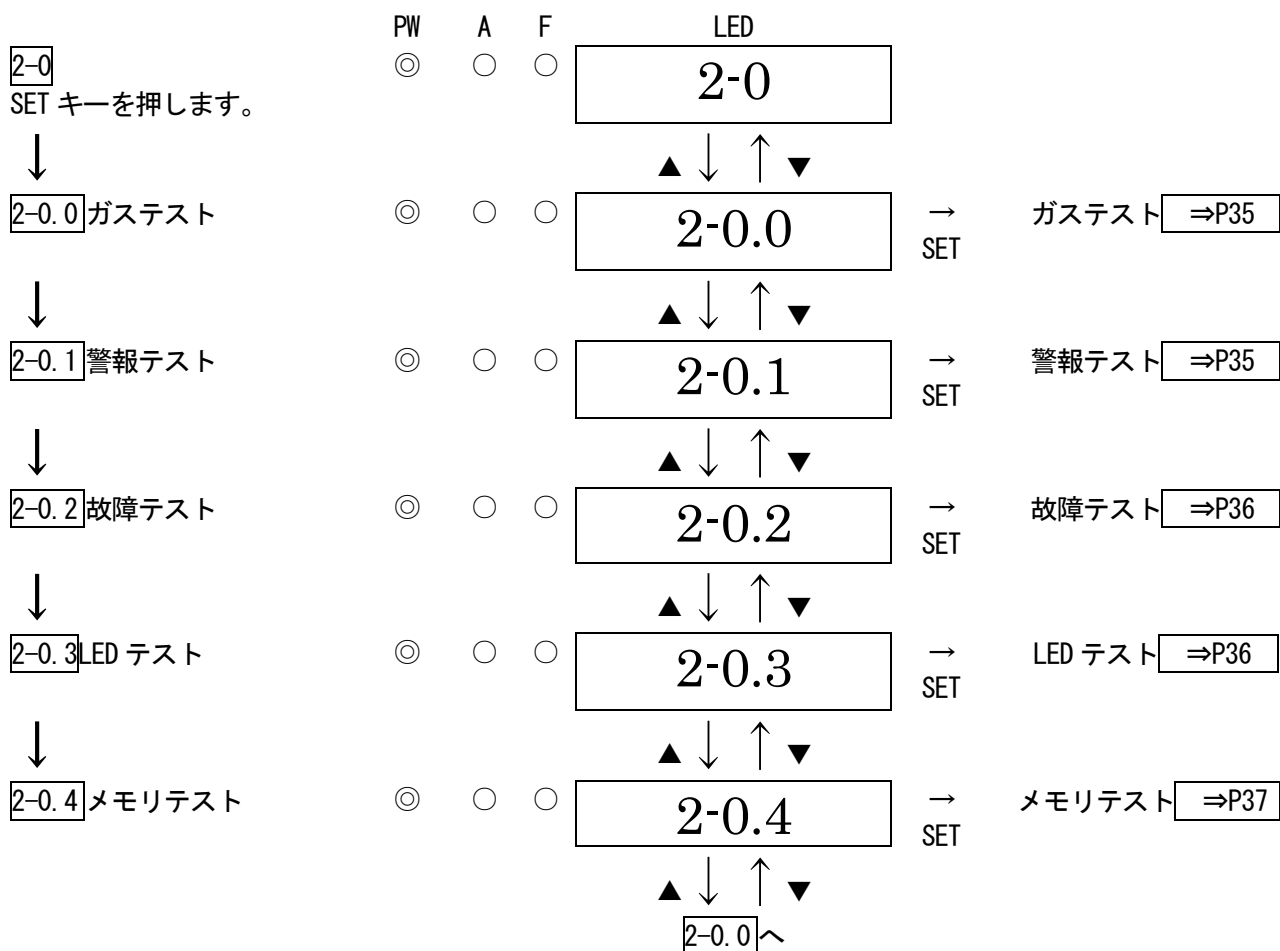 PW A F LED
2-0 ◎ ○ ○ 2-0
SET キーを押します。
↓ ▲ ↓ ↑ ▼
2-0.0 ガステスト ◎ ○ ○ 2-0.0 → ガステスト ⇒P35
SET
↓ ▲ ↓ ↑ ▼
2-0.1 警報テスト ◎ ○ ○ 2-0.1 → 警報テスト ⇒P35
SET
↓ ▲ ↓ ↑ ▼
2-0.2 故障テスト ◎ ○ ○ 2-0.2 → 故障テスト ⇒P36
SET
↓ ▲ ↓ ↑ ▼
2-0.3 LED テスト ◎ ○ ○ 2-0.3 → LED テスト ⇒P36
SET
↓ ▲ ↓ ↑ ▼
2-0.4 メモリテスト ◎ ○ ○ 2-0.4 → メモリテスト ⇒P37
SET
▲ ↓ ↑ ▼
2-0.0 へ